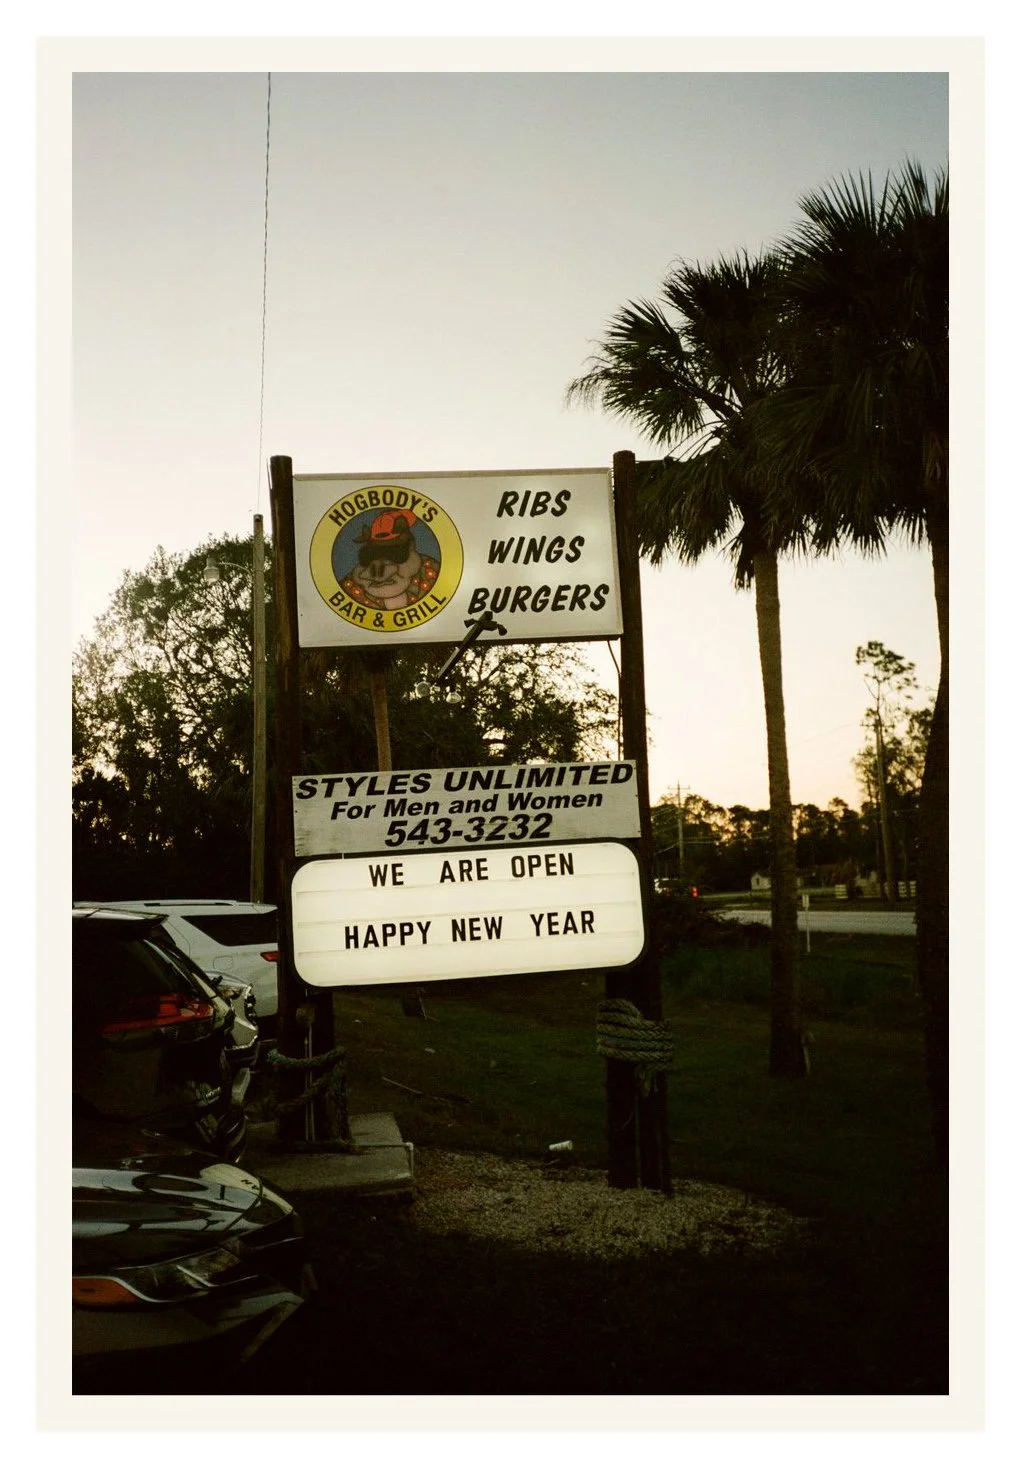 HOGBODY'S
BAR & GRILL
RIBS
WINGS
BURGERS
STYLES UNLIMITED
For Men and Women
543-3232
WE ARE OPEN
HAPPY NEW YEAR